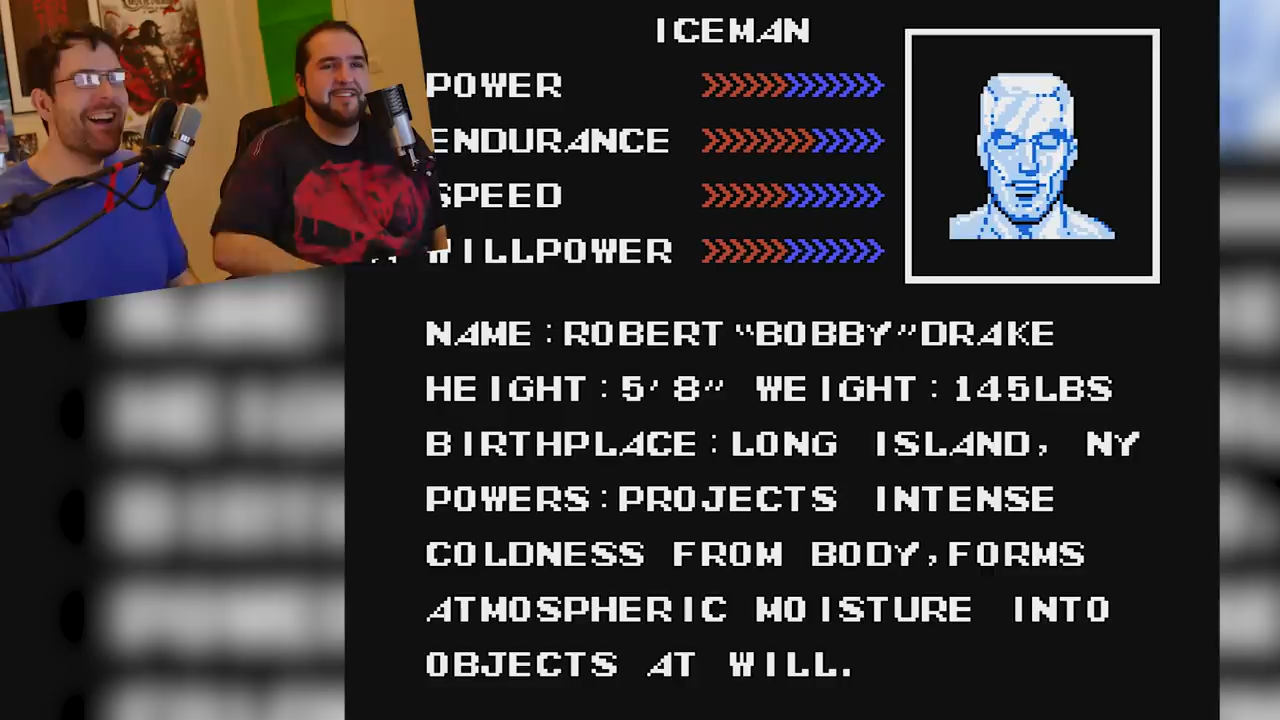 ICEMAN
POWER
ENDURANCE
SPEED
WILLPOWER
NAME:ROBERT "BOBBY"DRAKE
HEIGHT:5'8" WEIGHT:145LBS
BIRTHPLACE:LONG ISLAND, NY
POWERS:PROJECTS INTENSE
COLDNESS FROM BODY,FORMS
ATMOSPHERIC MOISTURE INTO
OBJECTS AT WILL.